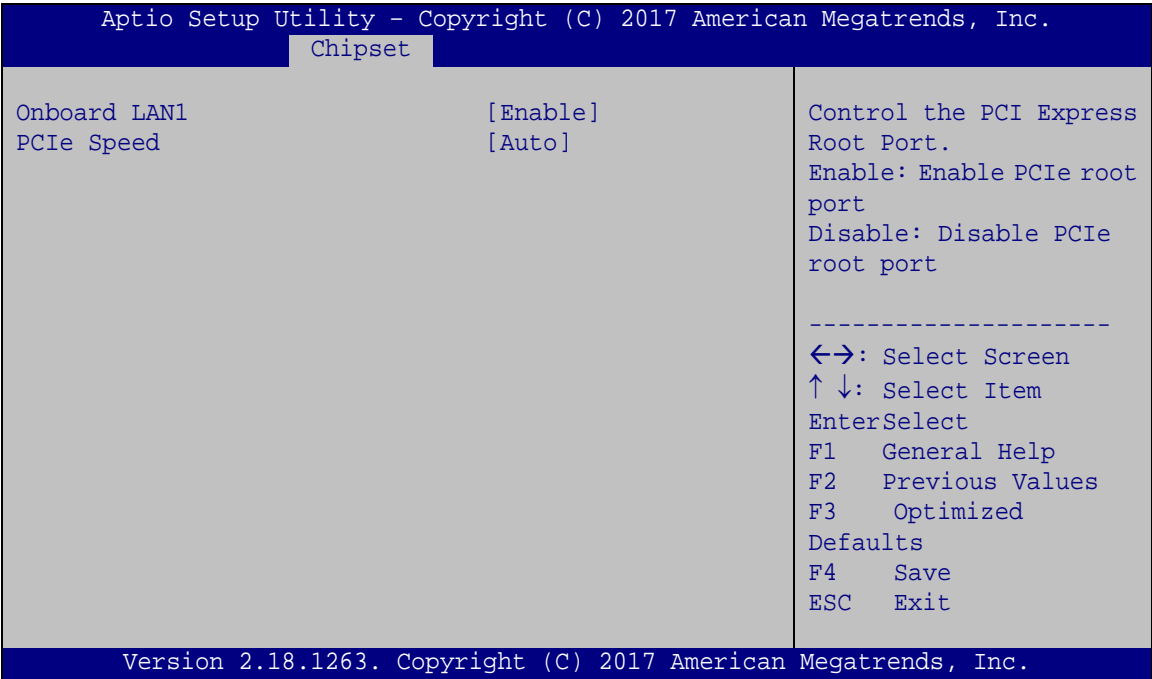 Aptio Setup Utility – Copyright (C) 2017 American Megatrends, Inc.
Chipset
Onboard LAN1 [Enable]
PCIe Speed [Auto]
Control the PCI Express
Root Port.
Enable: Enable PCIe root
port
Disable: Disable PCIe
root port
---------------------
←→: Select Screen
↑ ↓: Select Item
EnterSelect
F1 General Help
F2 Previous Values
F3 Optimized
Defaults
F4 Save
ESC Exit
Version 2.18.1263. Copyright (C) 2017 American Megatrends, Inc.